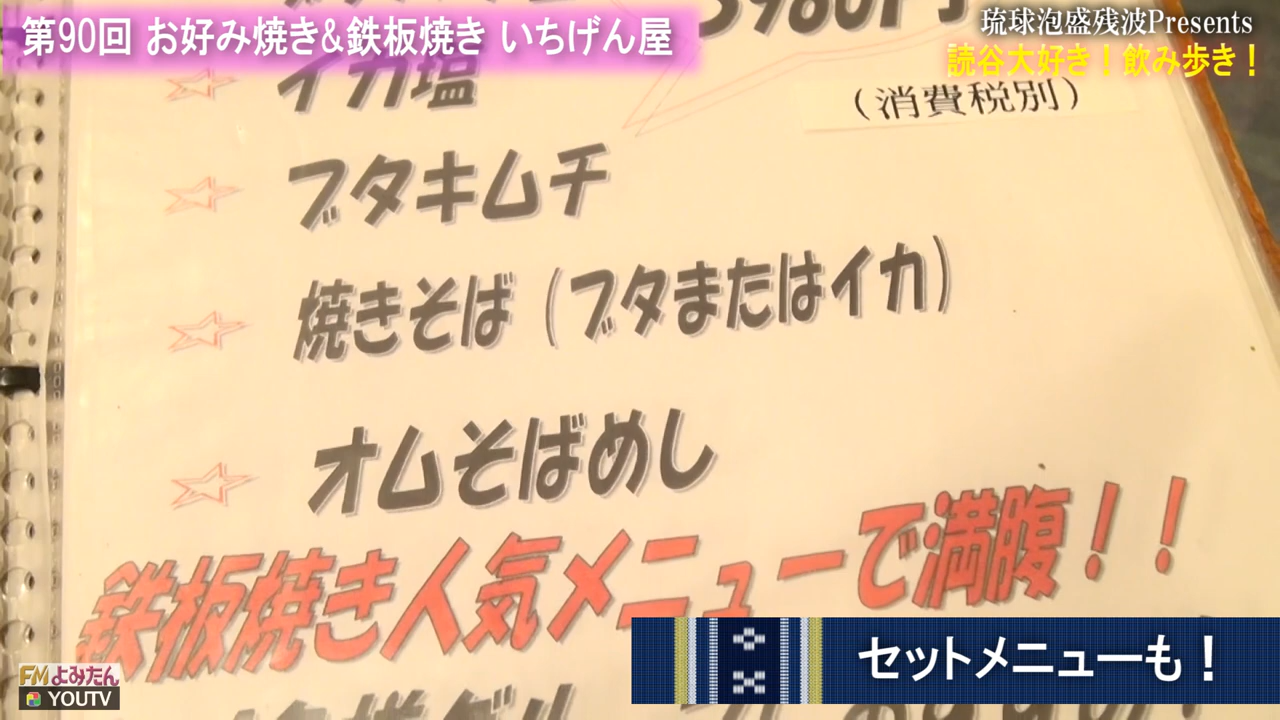 第90回 お好み焼き&鉄板焼き いちげん屋
琉球泡盛残波Presents
読谷大好き！飲み歩き！
イカ塩
（消費税別）
ブタキムチ
焼きそば（ブタまたはイカ）
オムそばめし
鉄板焼き人気メニューで満腹！！
セットメニューも！
FMよみたん
YOUTV